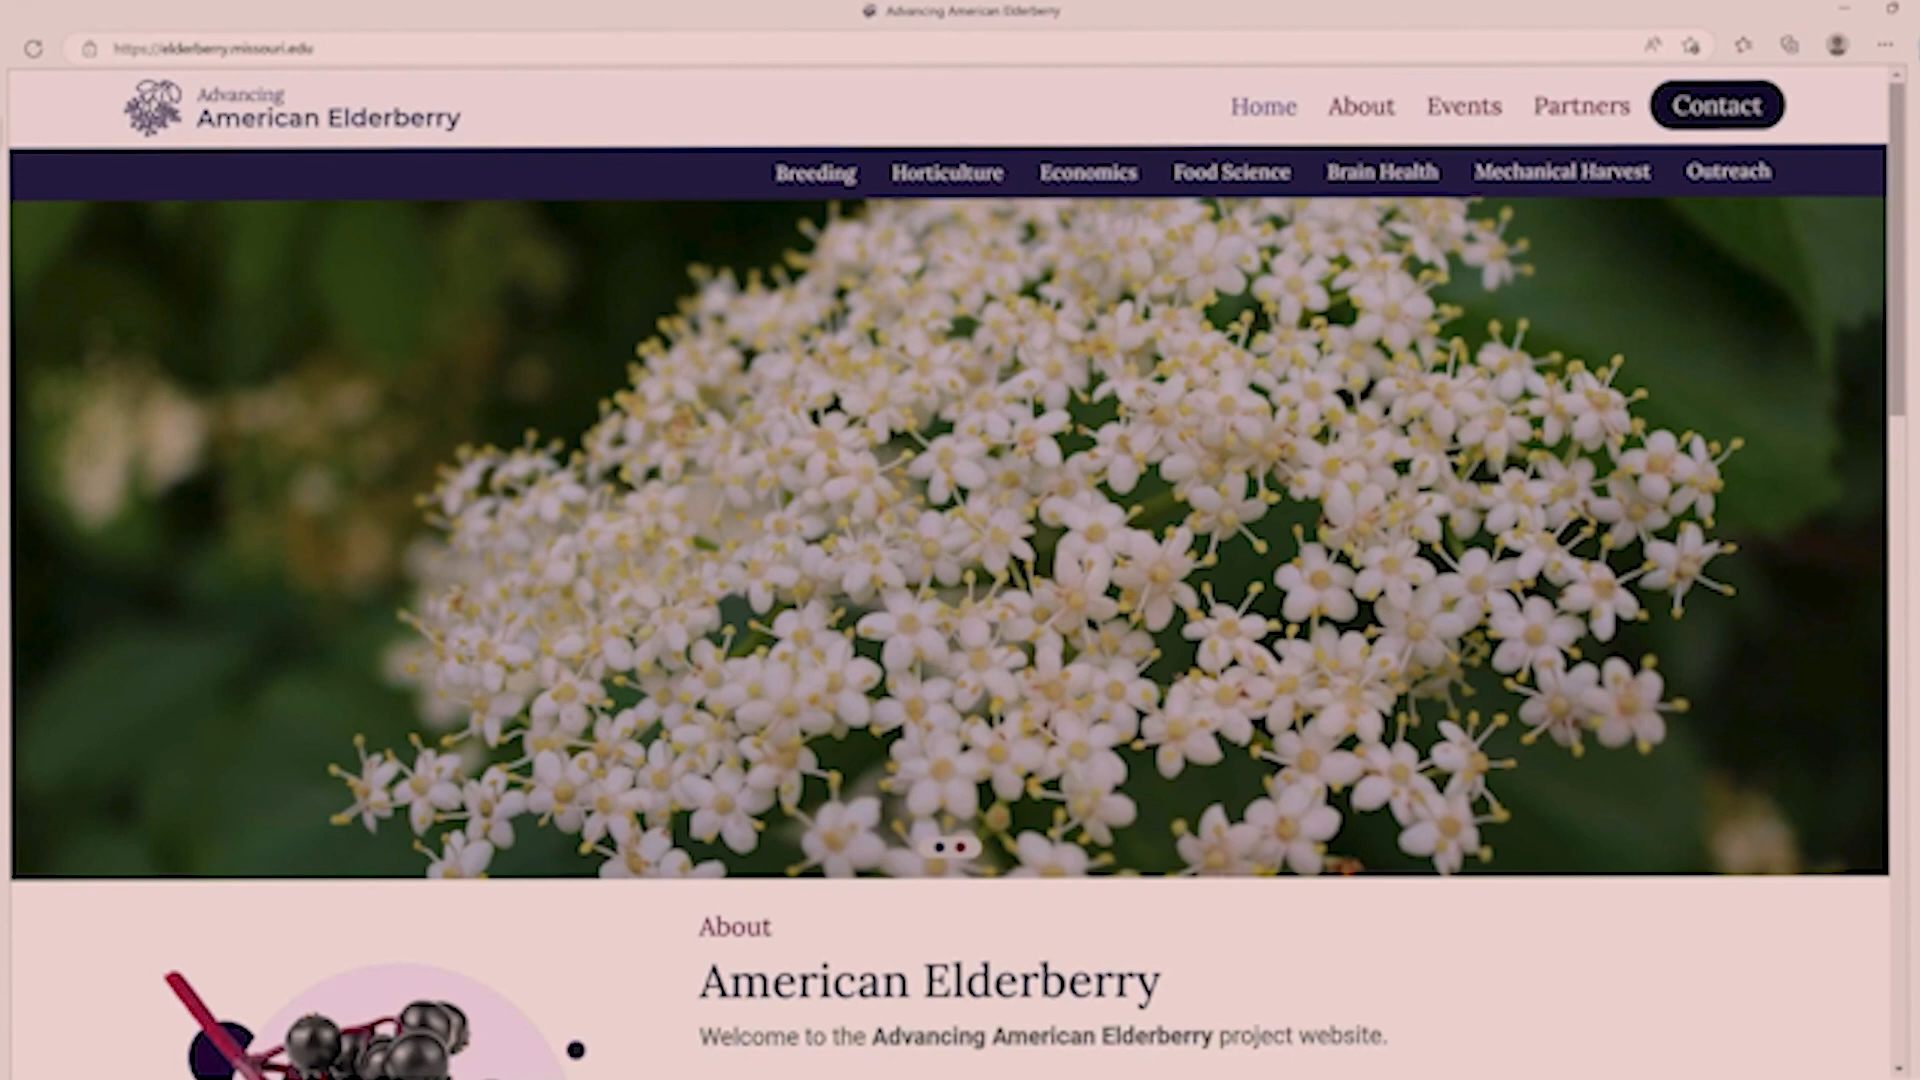 Advancing American Elderberry
https://elderberry.missouri.edu
Advancing
American Elderberry
Home About Events Partners Contact
Breeding Horticulture Economics Food Science Brain Health Mechanical Harvest Outreach
About
American Elderberry
Welcome to the Advancing American Elderberry project website.